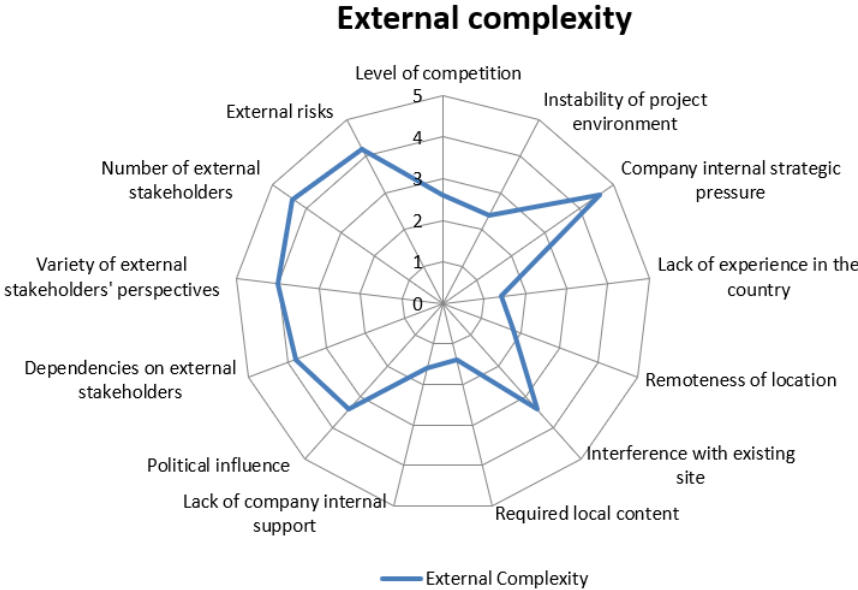 External complexity
Level of competition
Instability of project
environment
Company internal strategic
pressure
Lack of experience in the
country
Remoteness of location
Interference with existing
site
Required local content
Lack of company internal
support
Political influence
Dependencies on external
stakeholders
Variety of external
stakeholders' perspectives
Number of external
stakeholders
External risks
5
4
3
2
1
0
External Complexity